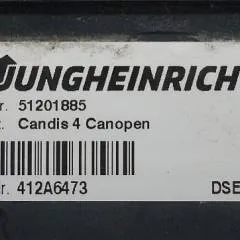 JUNGHEINRICH
r. 51201885
t. Candis 4 Canopen
r. 412A6473 DSE